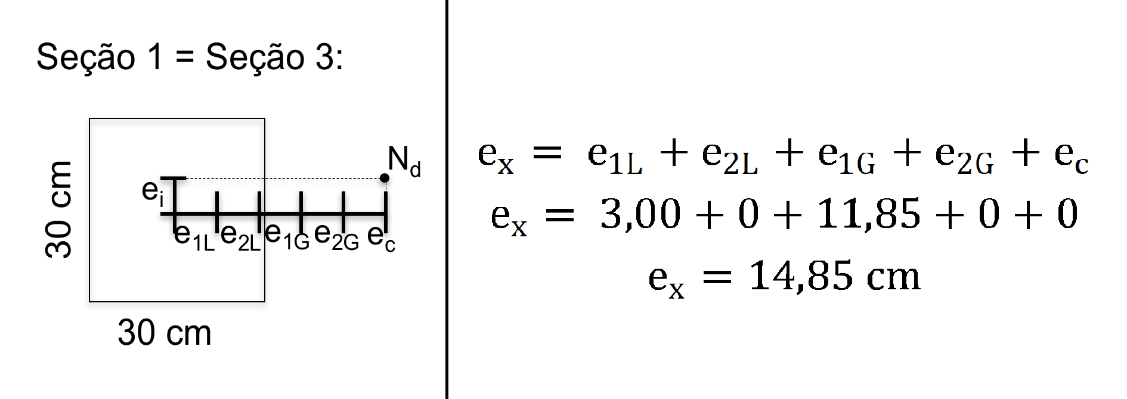 Seção 1 = Seção 3:
30 cm
e_i
N_d
e_1L e_2L e_1G e_2G e_c
30 cm
e_x = e_1L + e_2L + e_1G + e_2G + e_c
e_x = 3,00 + 0 + 11,85 + 0 + 0
e_x = 14,85 cm